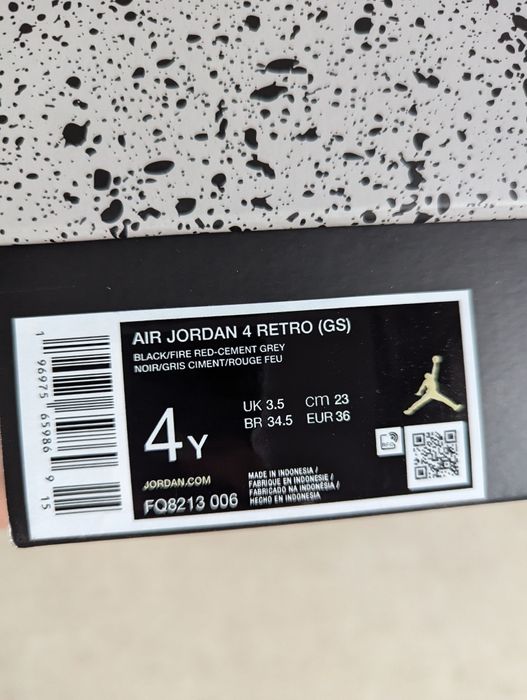 AIR JORDAN 4 RETRO (GS)
BLACK/FIRE RED-CEMENT GREY
NOIR/GRIS CIMENT/ROUGE FEU
4Y
UK 3.5 cm 23
BR 34.5 EUR 36
JORDAN.COM
FQ8213 006
MADE IN INDONESIA /
FABRIQUE EN INDONESIE /
FABRICADO NA INDONÉSIA /
HECHO EN INDONESIA
RFID
1 96975 65986 9 15